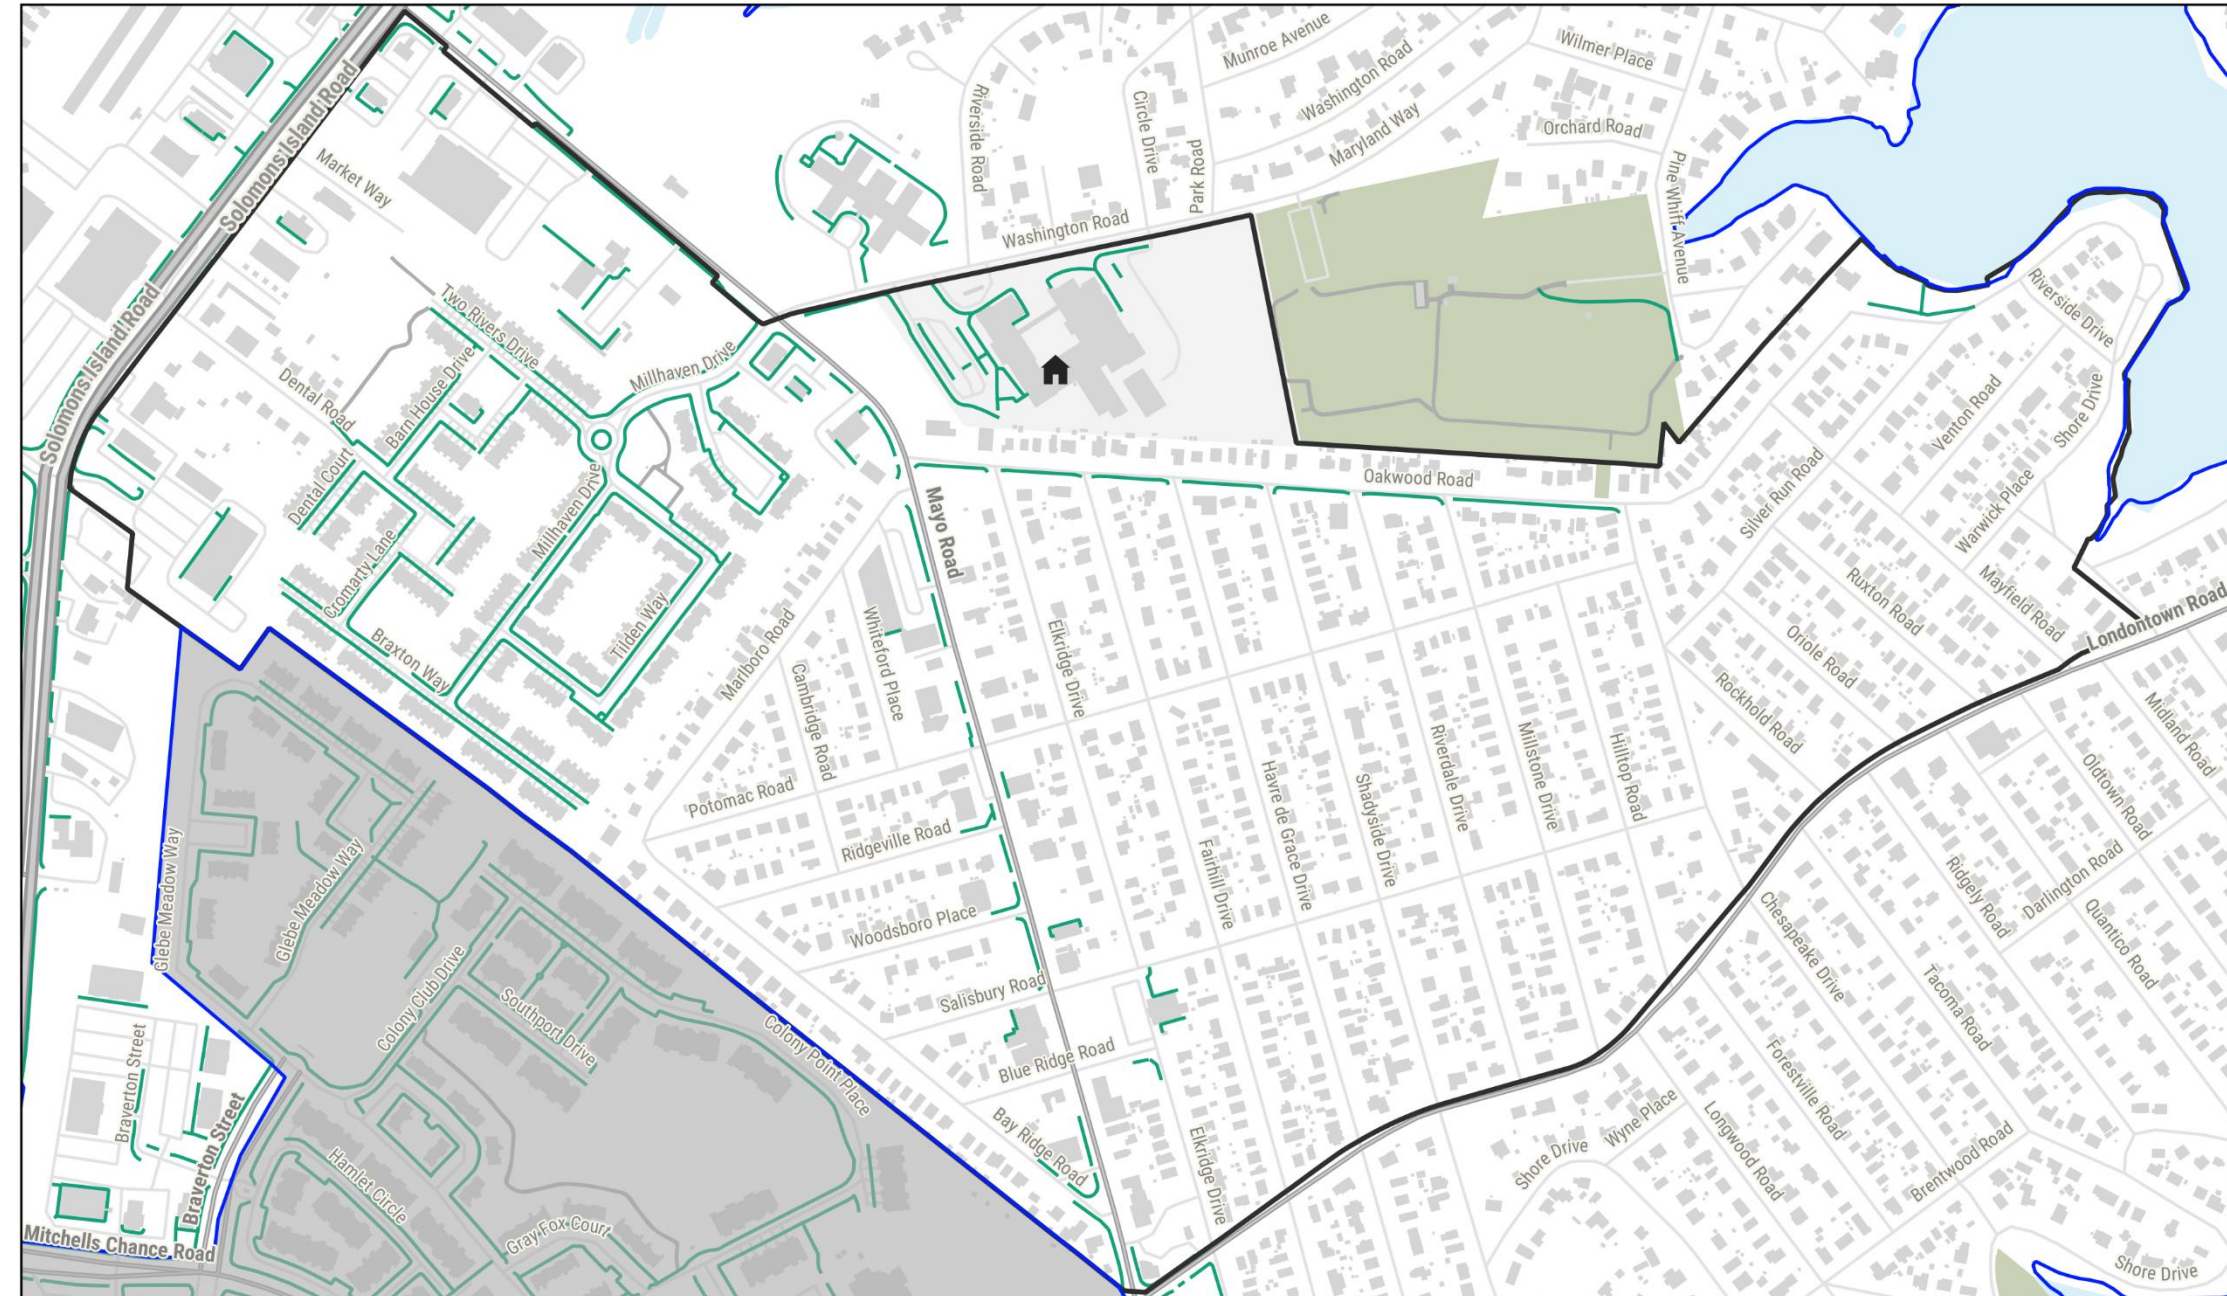 Munroe Avenue
Washington Road
Wilmer Place
Solomons Island Road
Riverside Road
Circle Drive
Park Road
Maryland Way
Orchard Road
Market Way
Pine Whiff Avenue
Solomons Island Road
Washington Road
Two Rivers Drive
Riverside Drive
Solomons Island Road
Millhaven Drive
Dental Road
Barn House Drive
Venton Road
Shore Drive
Oakwood Road
Dental Court
Millhaven Drive
Mayo Road
Silver Run Road
Warwick Place
Cromarty Lane
Ruxton Road
Mayfield Road
Londontown Road
Tilden Way
Marlboro Road
Whiteford Place
Elkridge Drive
Oriole Road
Braxton Way
Cambridge Road
Rockhold Road
Midland Road
Potomac Road
Havre de Grace Drive
Shadyside Drive
Riverdale Drive
Millstone Drive
Hilltop Road
Oldtown Road
Ridgeville Road
Fairhill Drive
Glebe Meadow Way
Glebe Meadow Way
Woodsboro Place
Chesapeake Drive
Ridgely Road
Darlington Road
Quantico Road
Colony Club Drive
Southport Drive
Salisbury Road
Tacoma Road
Colony Point Place
Blue Ridge Road
Braverton Street
Forestville Road
Braverton Street
Bay Ridge Road
Elkridge Drive
Wyne Place
Shore Drive
Longwood Road
Brentwood Road
Hamlet Circle
Gray Fox Court
Mitchells Chance Road
Shore Drive